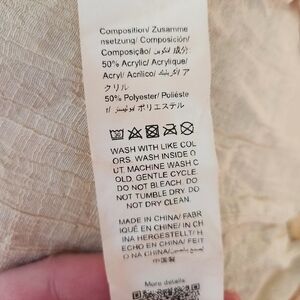 Composition/ Zusamme
nsetzung/ Composición/
Composição/ 成分
50% Acrylic/ Acrylique/
Acryl/ Acrílico/ ア
クリル
50% Polyester/ Polièste
r/ ポリエステル
WASH WITH LIKE COL
ORS. WASH INSIDE O
UT. MACHINE WASH C
OLD, GENTLE CYCLE.
DO NOT BLEACH. DO
NOT TUMBLE DRY. DO
NOT DRY CLEAN.
MADE IN CHINA/ FABR
IQUÉ EN CHINE/ IN CH
INA HERGESTELLT/ H
ECHO EN CHINA/ FEIT
O NA CHINA/
中国製
More details